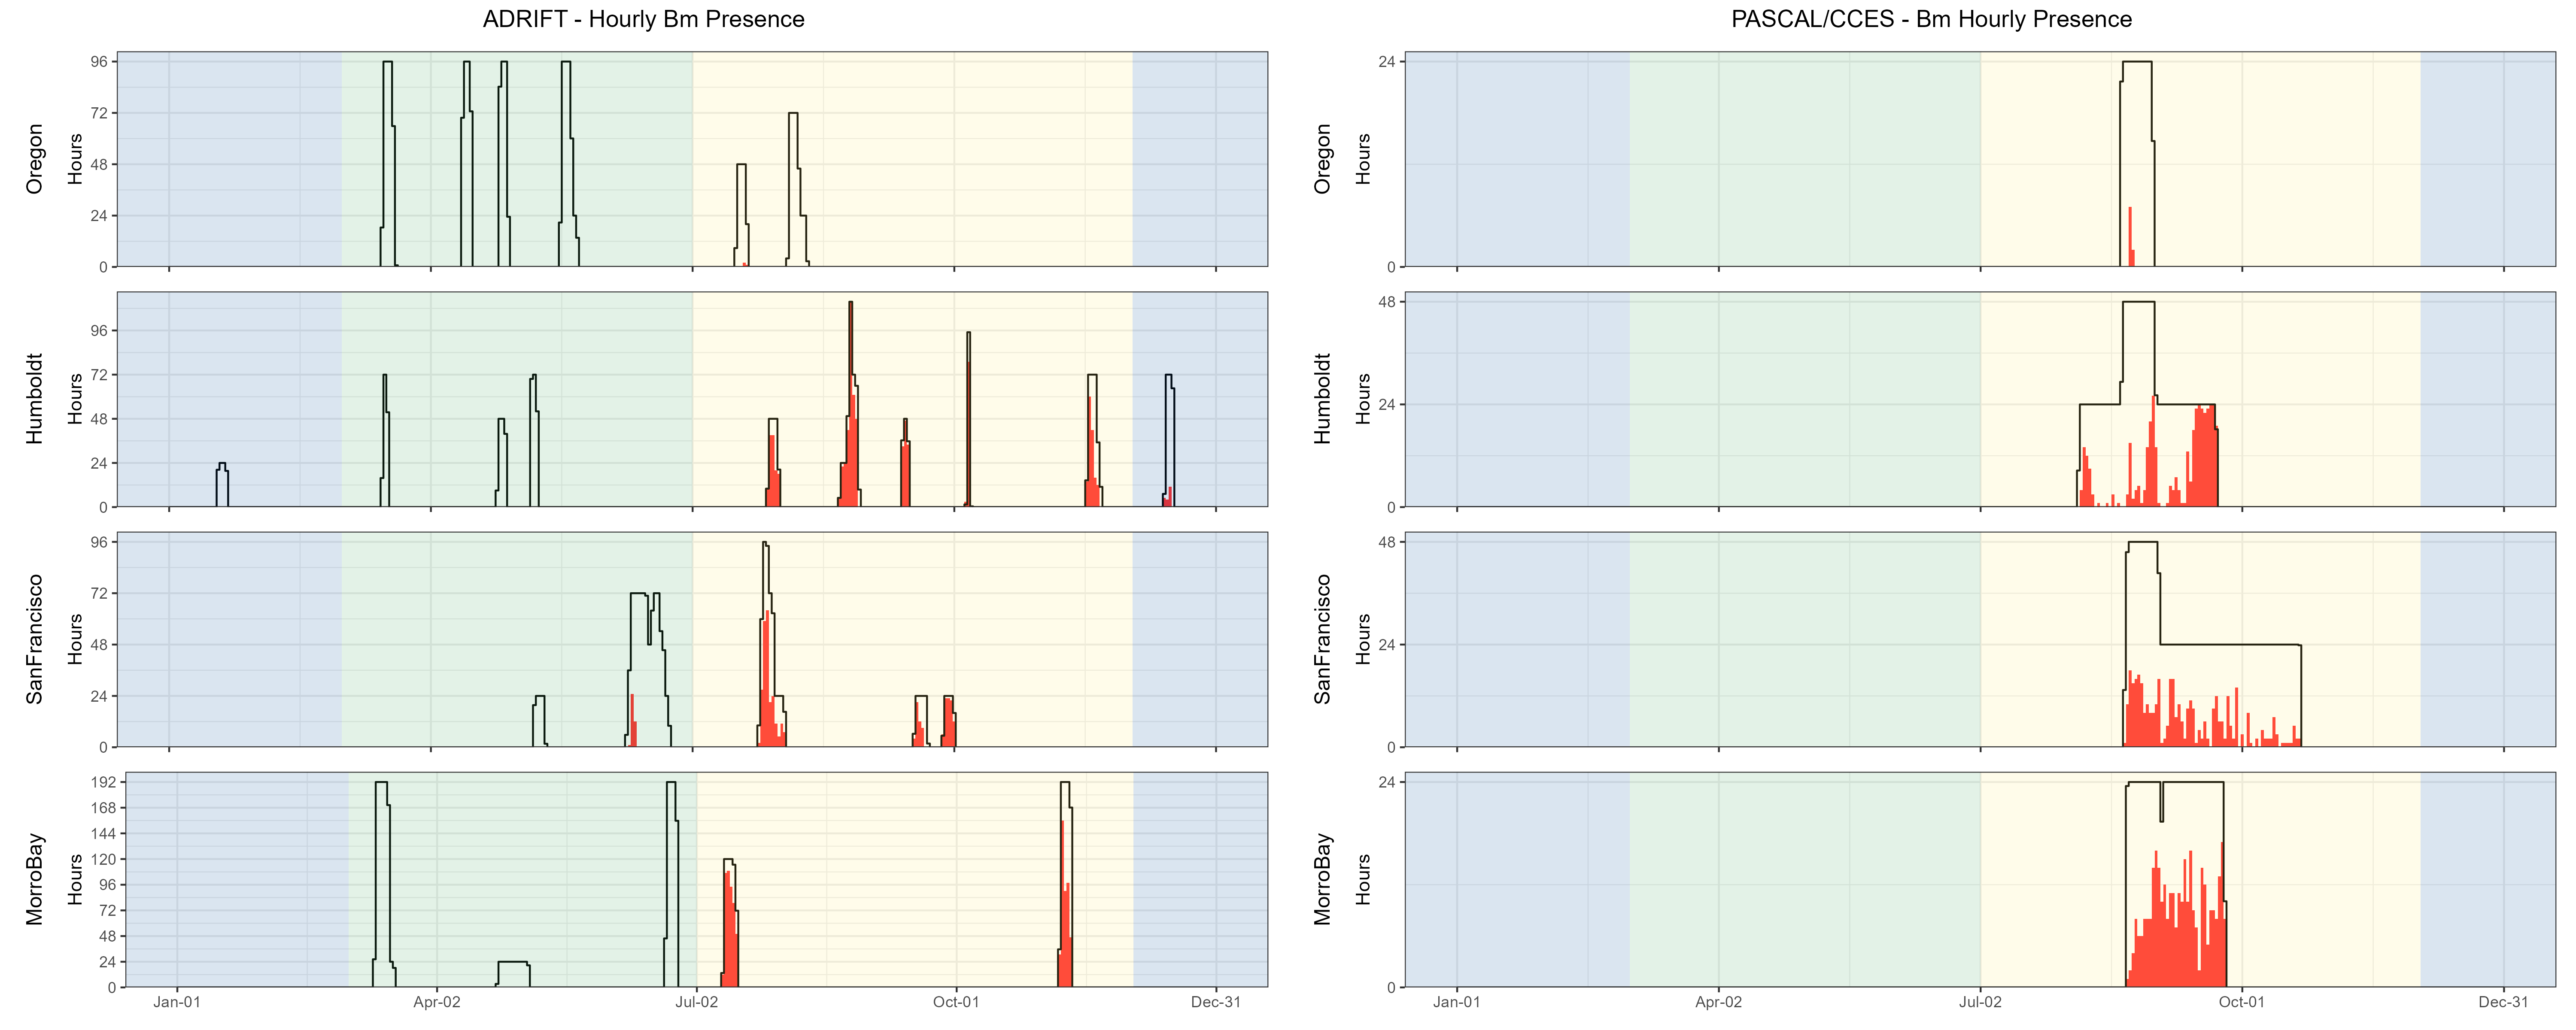 ADRIFT - Hourly Bm Presence
Oregon
Hours
96
72
48
24
0
Humboldt
Hours
96
72
48
24
0
SanFrancisco
Hours
96
72
48
24
0
MorroBay
Hours
192
168
144
120
96
72
48
24
0
Jan-01 Apr-02 Jul-02 Oct-01 Dec-31
PASCAL/CCES - Bm Hourly Presence
Oregon
Hours
24
0
Humboldt
Hours
48
24
0
SanFrancisco
Hours
48
24
0
MorroBay
Hours
24
0
Jan-01 Apr-02 Jul-02 Oct-01 Dec-31